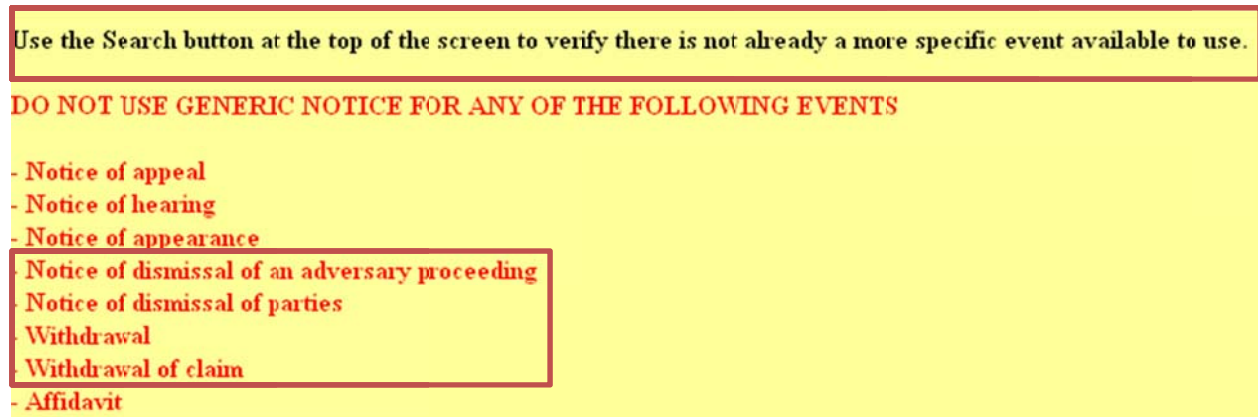 Use the Search button at the top of the screen to verify there is not already a more specific event available to use.
DO NOT USE GENERIC NOTICE FOR ANY OF THE FOLLOWING EVENTS
- Notice of appeal
- Notice of hearing
- Notice of appearance
- Notice of dismissal of an adversary proceeding
- Notice of dismissal of parties
- Withdrawal
- Withdrawal of claim
- Affidavit